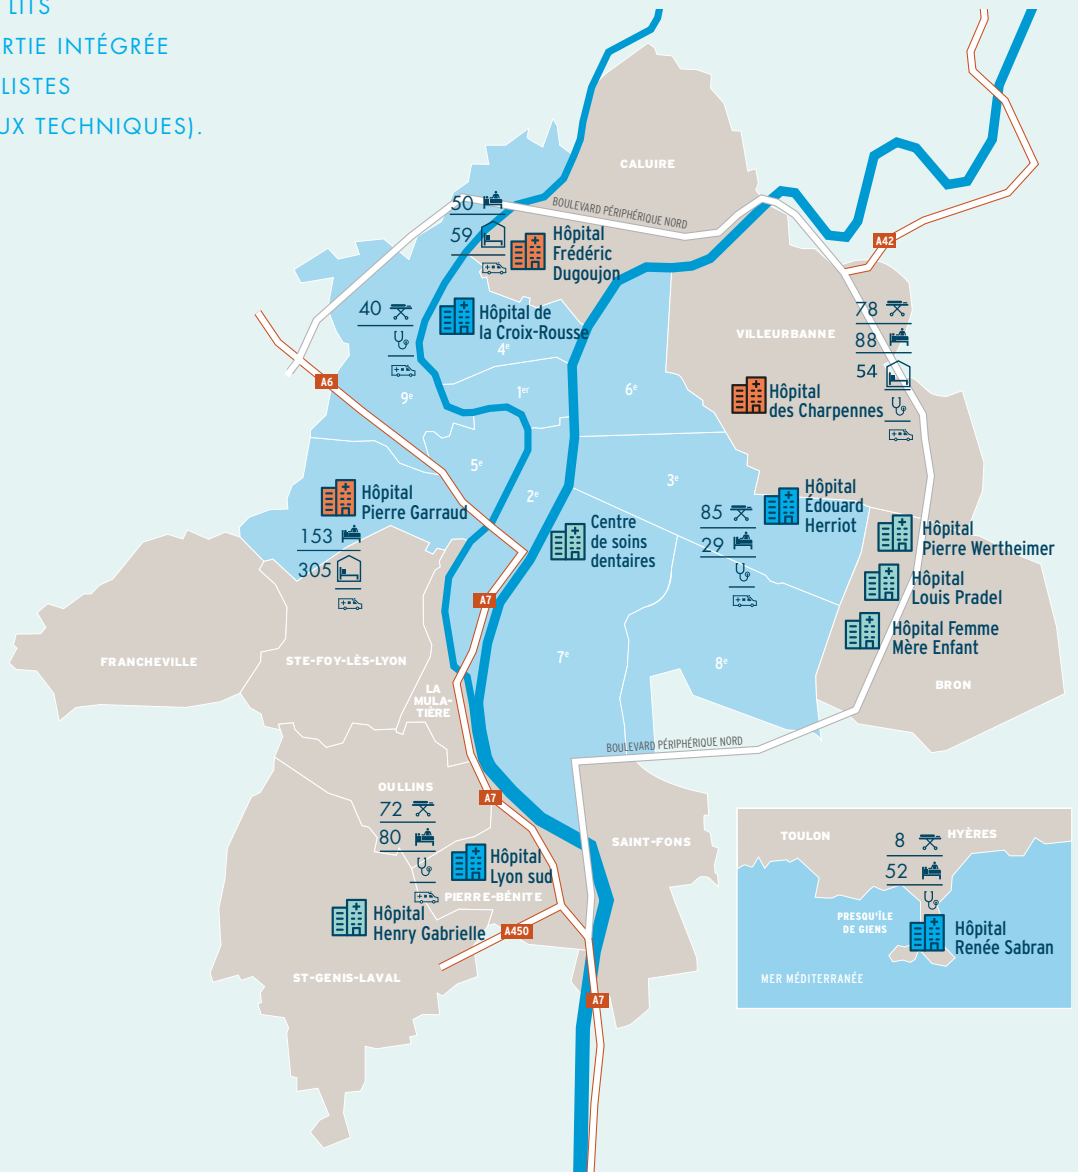 LITS
RTIE INTÉGRÉE
LISTES
UX TECHNIQUES).
CALUIRE
BOULEVARD PÉRIPHÉRIQUE NORD
50
59
Hôpital
Frédéric
Dugoujon
A42
40
Hôpital de
la Croix-Rousse
4e
78
88
54
VILLEURBANNE
A6
9e
1er
6e
Hôpital
des Charpennes
5e
2e
3e
Hôpital
Pierre Garraud
153
305
Centre
de soins
dentaires
85
29
Hôpital
Édouard
Herriot
Hôpital
Pierre Wertheimer
Hôpital
Louis Pradel
Hôpital Femme
Mère Enfant
A7
FRANCHEVILLE
STE-FOY-LÈS-LYON
7e
8e
BRON
LA
MULA-
TIÈRE
BOULEVARD PÉRIPHÉRIQUE NORD
OULLINS
A7
72
80
Hôpital
Lyon sud
PIERRE-BÉNITE
SAINT-FONS
Hôpital
Henry Gabrielle
A450
ST-GENIS-LAVAL
A7
TOULON
HYÈRES
8
52
PRESQU'ÎLE
DE GIENS
Hôpital
Renée Sabran
MER MÉDITERRANÉE